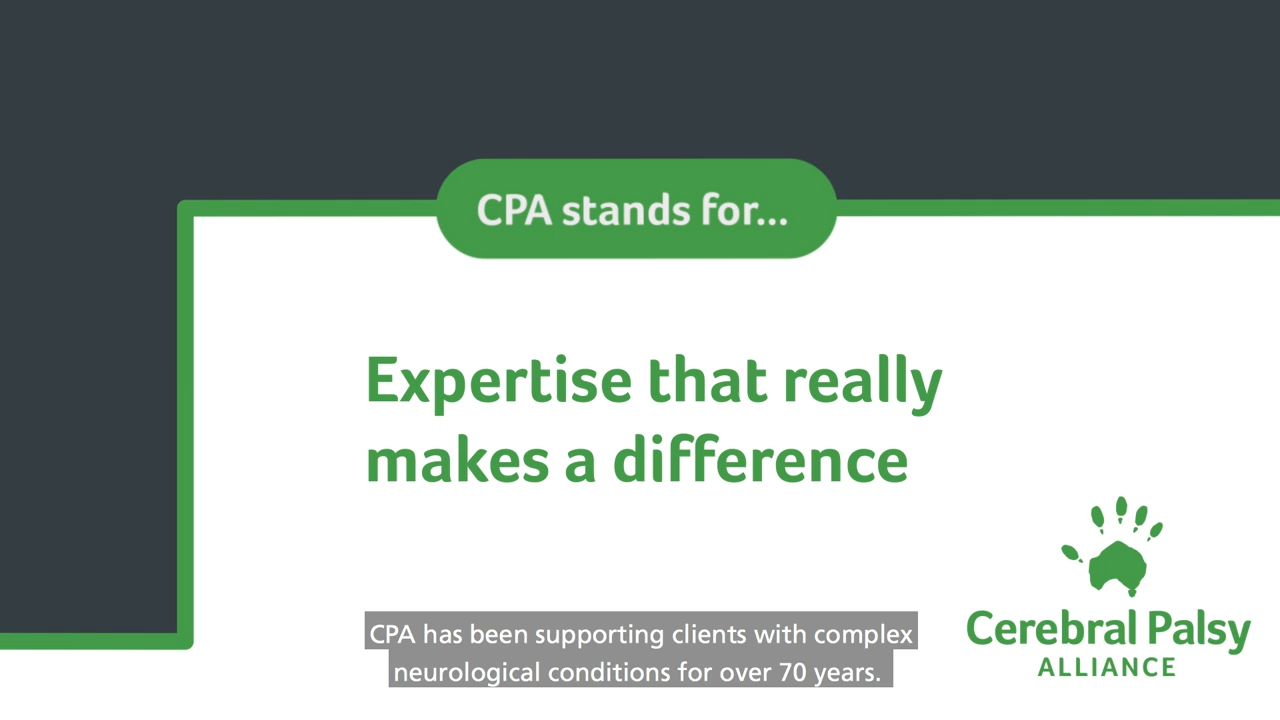 CPA stands for...
Expertise that really
makes a difference
CPA has been supporting clients with complex
neurological conditions for over 70 years.
Cerebral Palsy
ALLIANCE